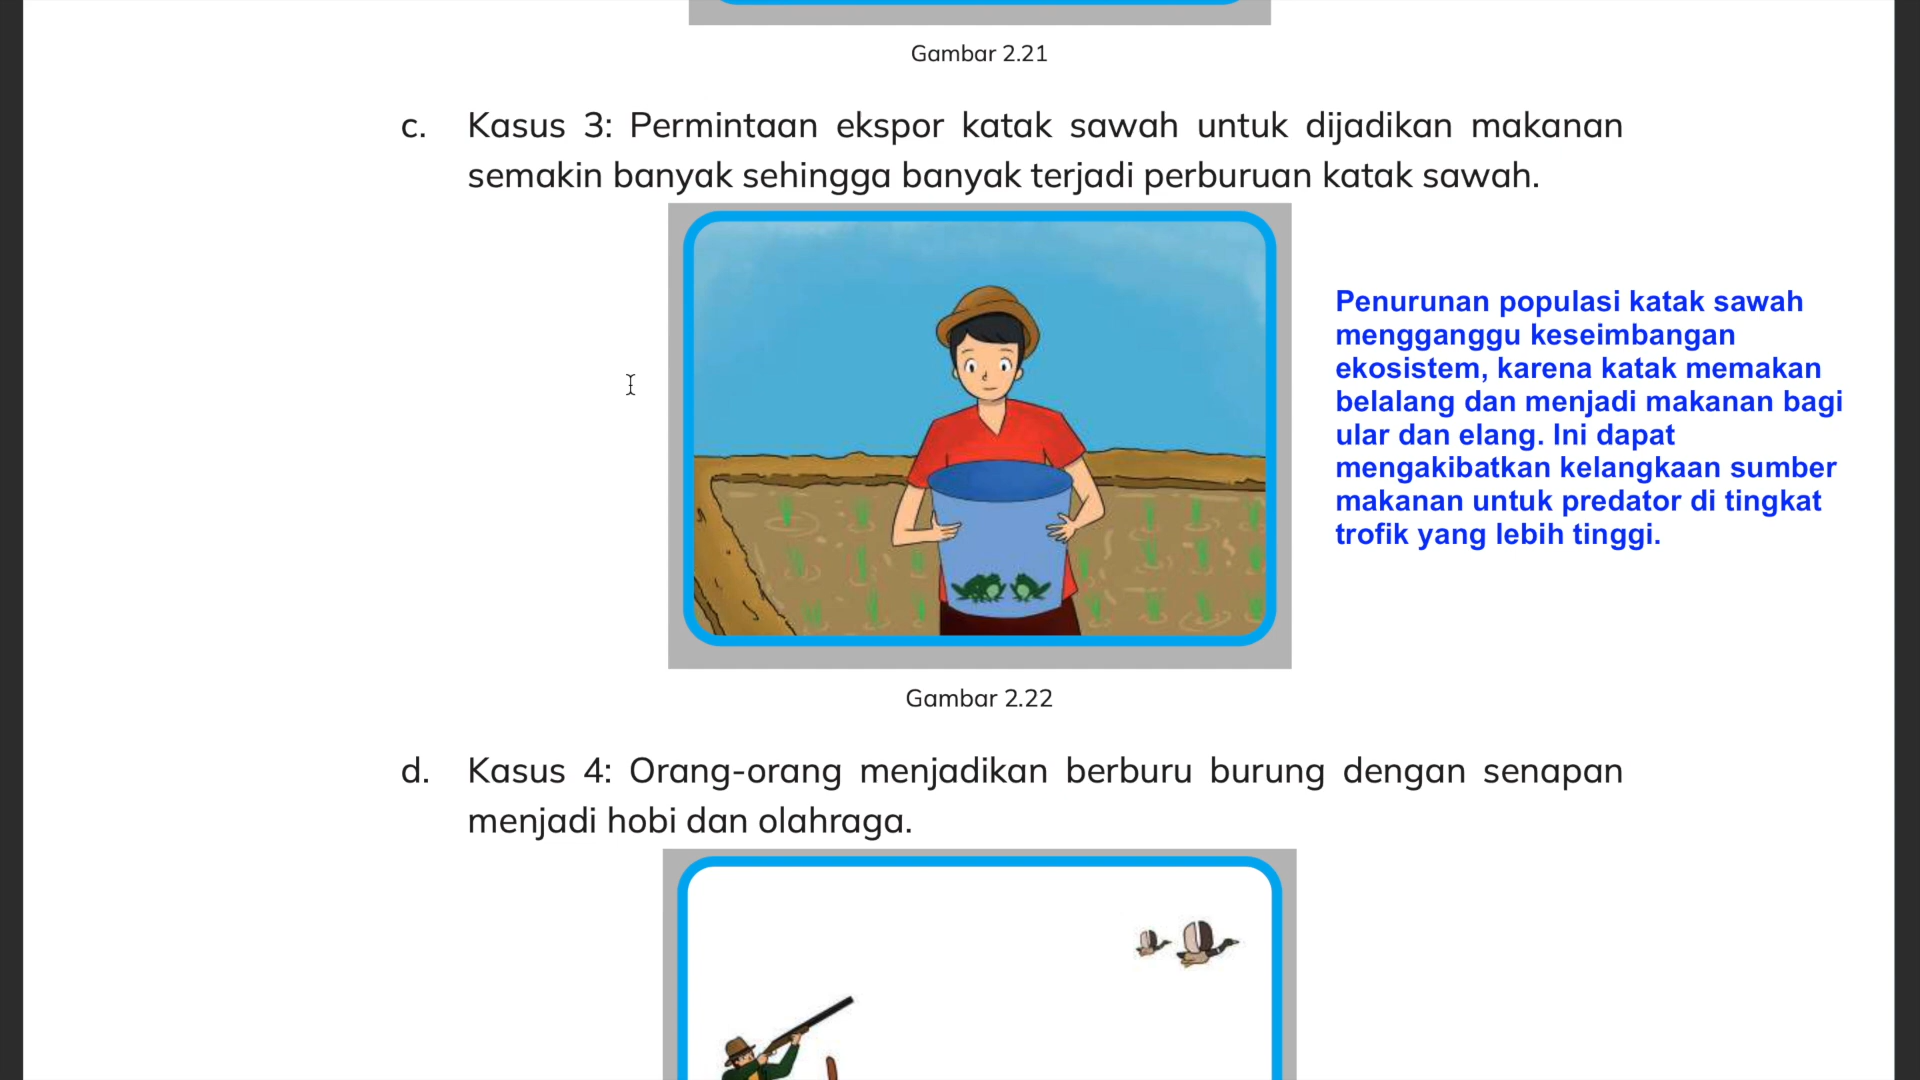 Gambar 2.21
c. Kasus 3: Permintaan ekspor katak sawah untuk dijadikan makanan
semakin banyak sehingga banyak terjadi perburuan katak sawah.
Penurunan populasi katak sawah
mengganggu keseimbangan
ekosistem, karena katak memakan
belalang dan menjadi makanan bagi
ular dan elang. Ini dapat
mengakibatkan kelangkaan sumber
makanan untuk predator di tingkat
trofik yang lebih tinggi.
Gambar 2.22
d. Kasus 4: Orang-orang menjadikan berburu burung dengan senapan
menjadi hobi dan olahraga.